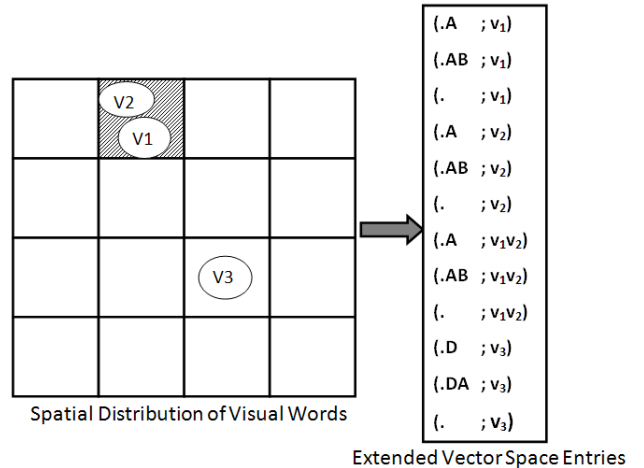 V2
V1
V3
Spatial Distribution of Visual Words
(.A ; v₁)
(.AB ; v₁)
(. ; v₁)
(.A ; v₂)
(.AB ; v₂)
(. ; v₂)
(.A ; v₁v₂)
(.AB ; v₁v₂)
(. ; v₁v₂)
(.D ; v₃)
(.DA ; v₃)
(. ; v₃)
Extended Vector Space Entries